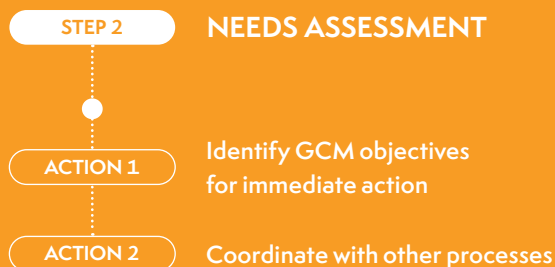 STEP 2 NEEDS ASSESSMENT
ACTION 1
Identify GCM objectives
for immediate action
ACTION 2 Coordinate with other processes